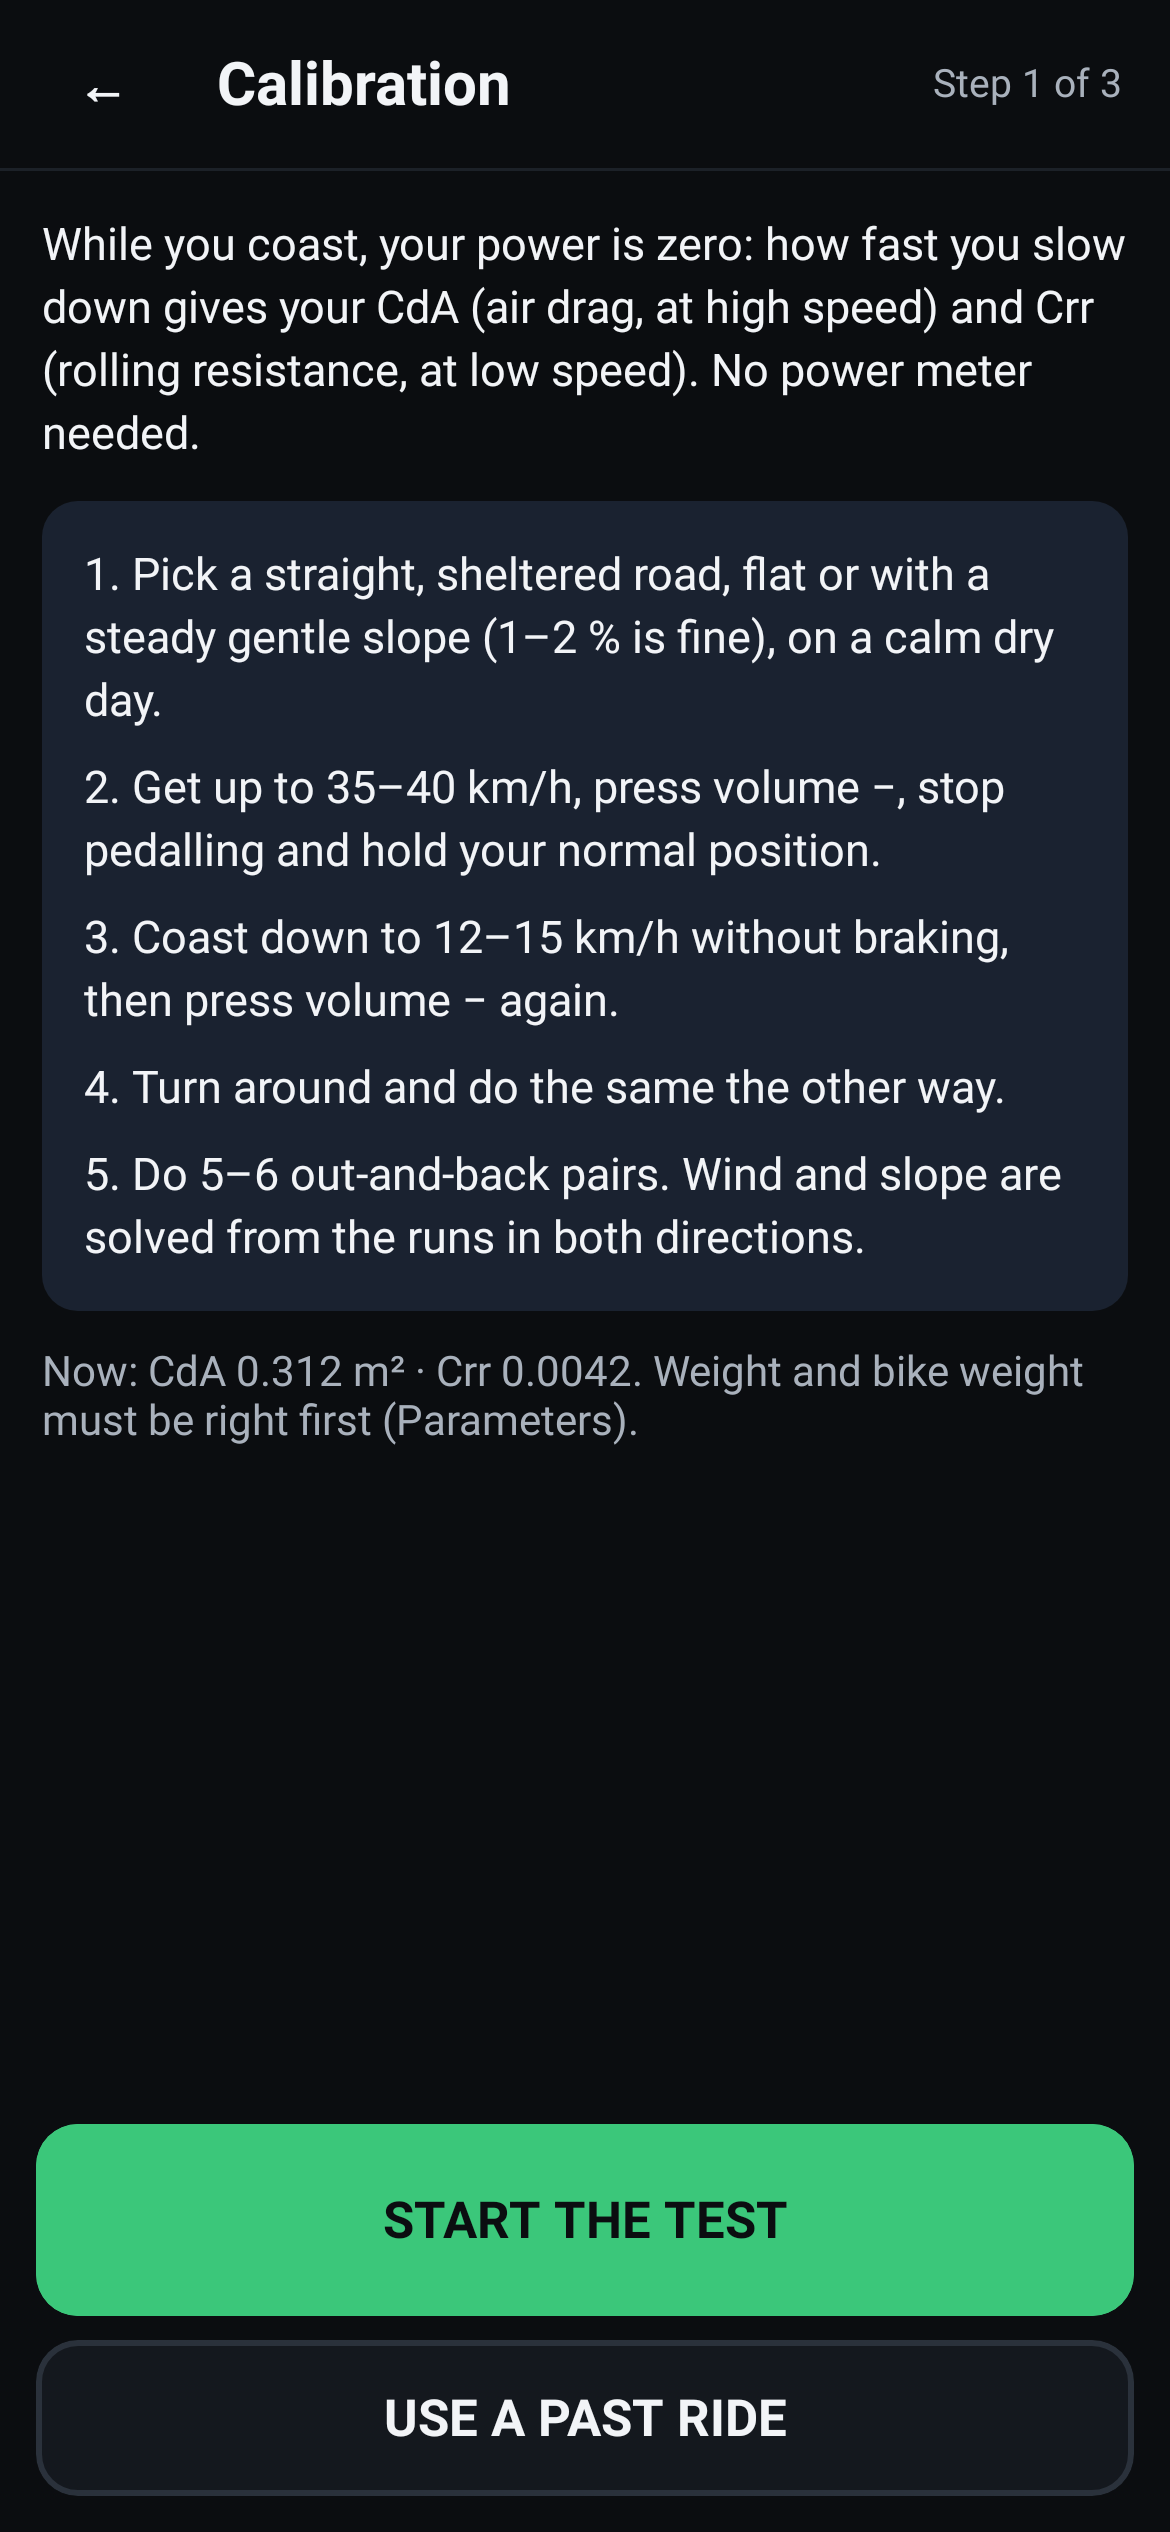 ← Calibration Step 1 of 3
While you coast, your power is zero: how fast you slow
down gives your CdA (air drag, at high speed) and Crr
(rolling resistance, at low speed). No power meter
needed.
1. Pick a straight, sheltered road, flat or with a
steady gentle slope (1–2 % is fine), on a calm dry
day.
2. Get up to 35–40 km/h, press volume −, stop
pedalling and hold your normal position.
3. Coast down to 12–15 km/h without braking,
then press volume − again.
4. Turn around and do the same the other way.
5. Do 5–6 out-and-back pairs. Wind and slope are
solved from the runs in both directions.
Now: CdA 0.312 m² · Crr 0.0042. Weight and bike weight
must be right first (Parameters).
START THE TEST
USE A PAST RIDE